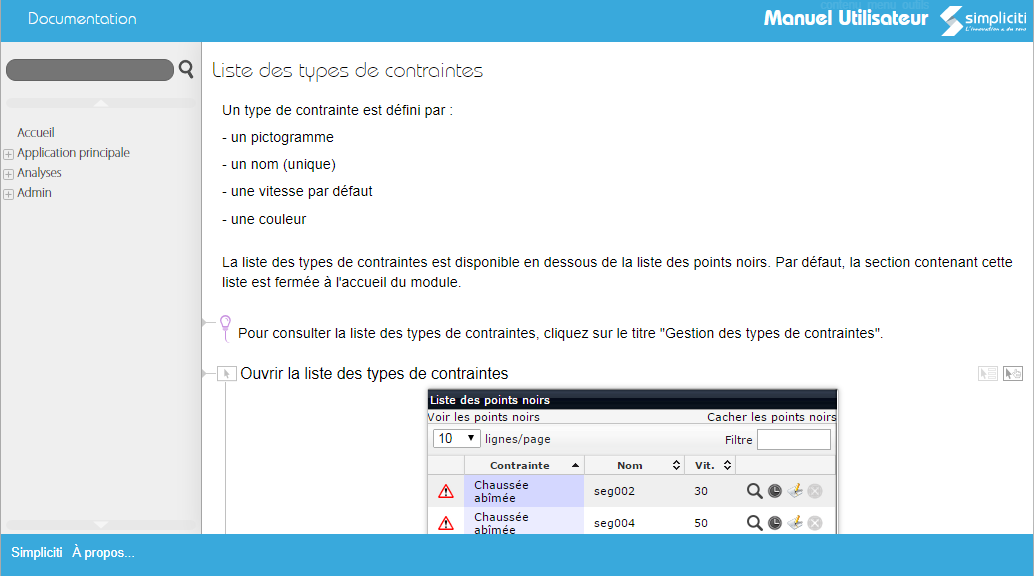 Documentation
contenu menu outils
Manuel Utilisateur
simpliciti
L'innovation a du sens
Liste des types de contraintes
Accueil
Application principale
Analyses
Admin
Un type de contrainte est défini par :
- un pictogramme
- un nom (unique)
- une vitesse par défaut
- une couleur
La liste des types de contraintes est disponible en dessous de la liste des points noirs. Par défaut, la section contenant cette
liste est fermée à l'accueil du module.
Pour consulter la liste des types de contraintes, cliquez sur le titre "Gestion des types de contraintes".
Ouvrir la liste des types de contraintes
Liste des points noirs
Voir les points noirs Cacher les points noirs
10 lignes/page Filtre
Contrainte Nom Vit.
Chaussée
abîmée seg002 30
Chaussée
abîmée seg004 50
Simpliciti À propos...